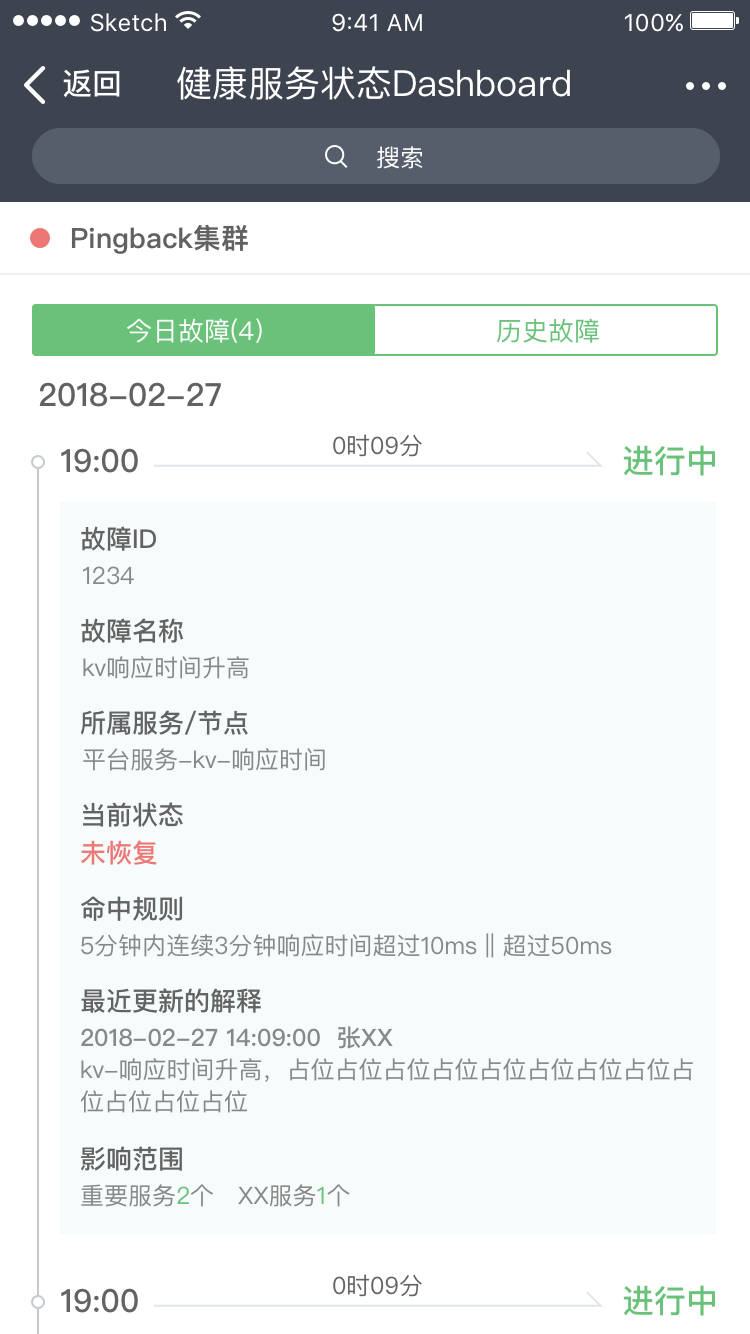 Sketch 9:41 AM 100%
返回 健康服务状态Dashboard
搜索
Pingback集群
今日故障(4) 历史故障
2018-02-27
19:00 0时09分 进行中
故障ID
1234
故障名称
kv响应时间升高
所属服务/节点
平台服务-kv-响应时间
当前状态
未恢复
命中规则
5分钟内连续3分钟响应时间超过10ms || 超过50ms
最近更新的解释
2018-02-27 14:09:00 张XX
kv-响应时间升高，占位占位占位占位占位占位占位占位占
位占位占位占位
影响范围
重要服务2个 XX服务1个
19:00 0时09分 进行中